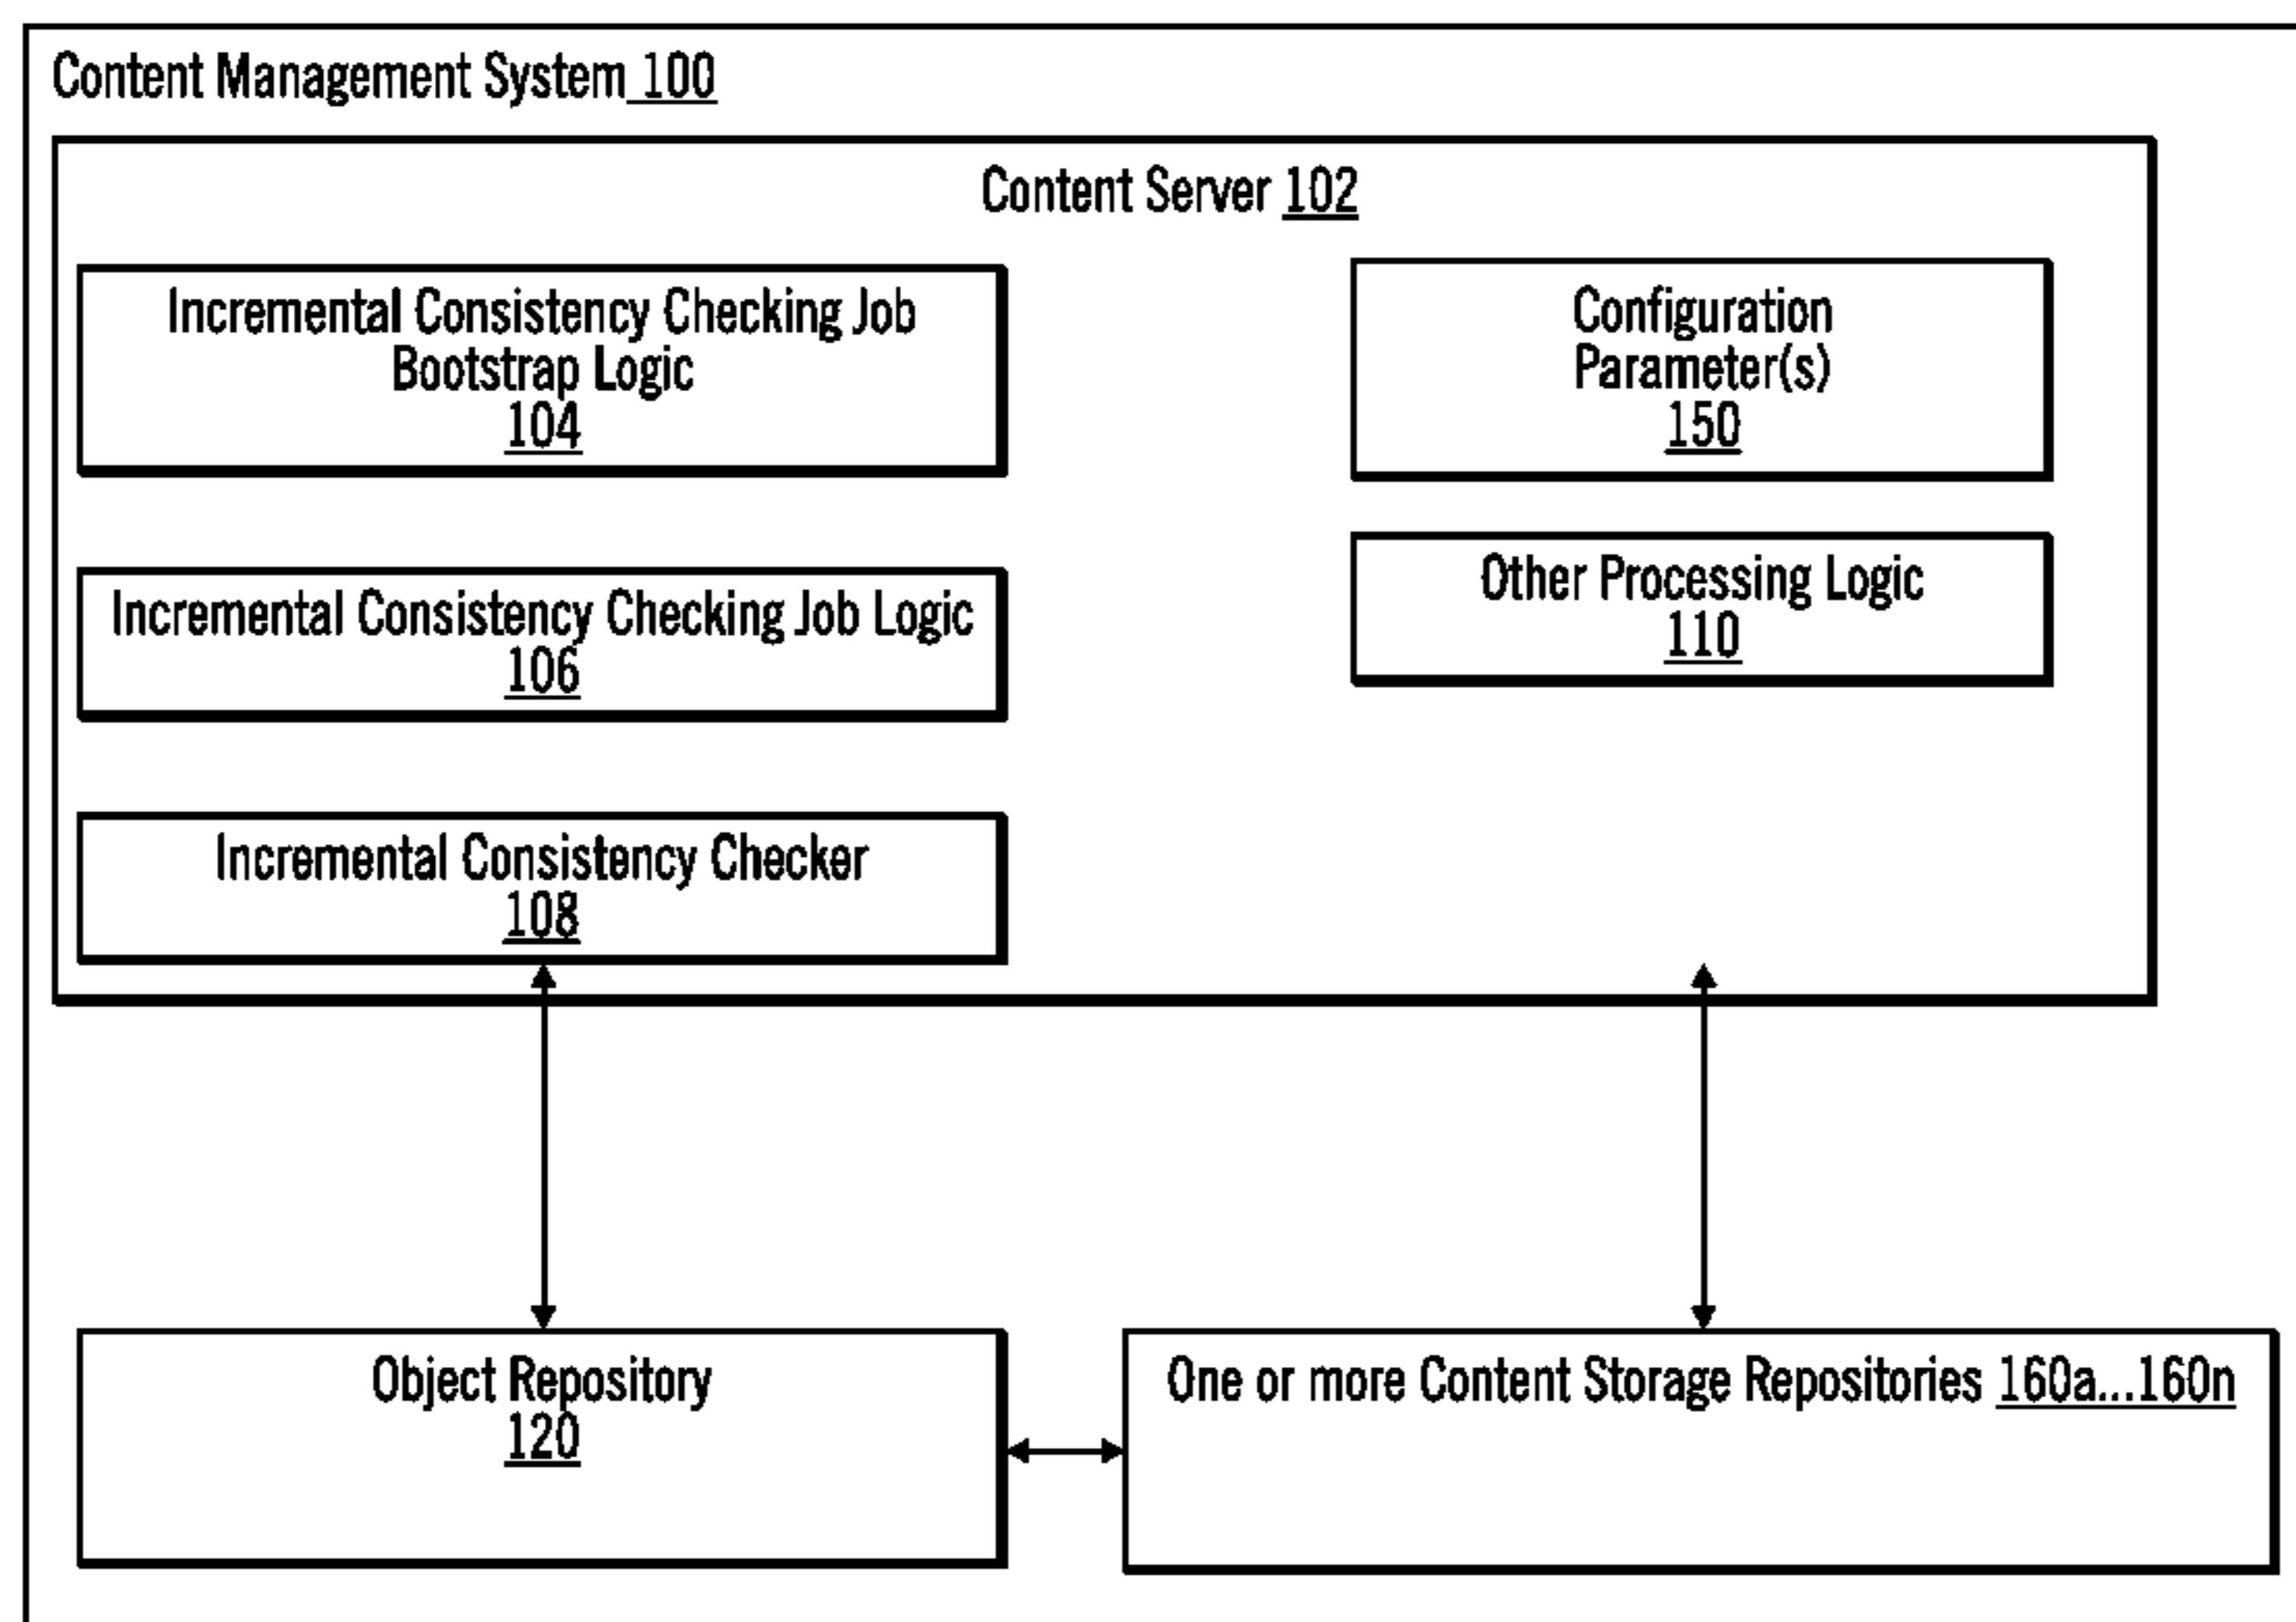 Content Management System 100
Content Server 102
Incremental Consistency Checking Job
Bootstrap Logic
104
Configuration
Parameter(s)
150
Incremental Consistency Checking Job Logic
106
Other Processing Logic
110
Incremental Consistency Checker
108
Object Repository
120
One or more Content Storage Repositories 160a...160n